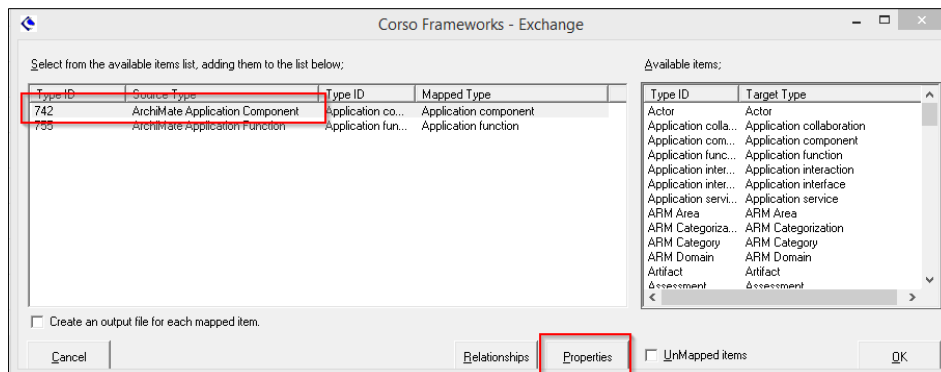 Corso Frameworks - Exchange
Select from the available items list, adding them to the list below;
Available items;
Type ID Source Type Type ID Mapped Type
742 ArchiMate Application Component Application co... Application component
755 ArchiMate Application Function Application fun... Application function
Type ID Target Type
Actor Actor
Application colla... Application collaboration
Application com... Application component
Application func... Application function
Application inter... Application interaction
Application inter... Application interface
Application servi... Application service
ARM Area ARM Area
ARM Categoriza... ARM Categorization
ARM Category ARM Category
ARM Domain ARM Domain
Artifact Artifact
Assessment Assessment
Create an output file for each mapped item.
Cancel Relationships Properties UnMapped items OK